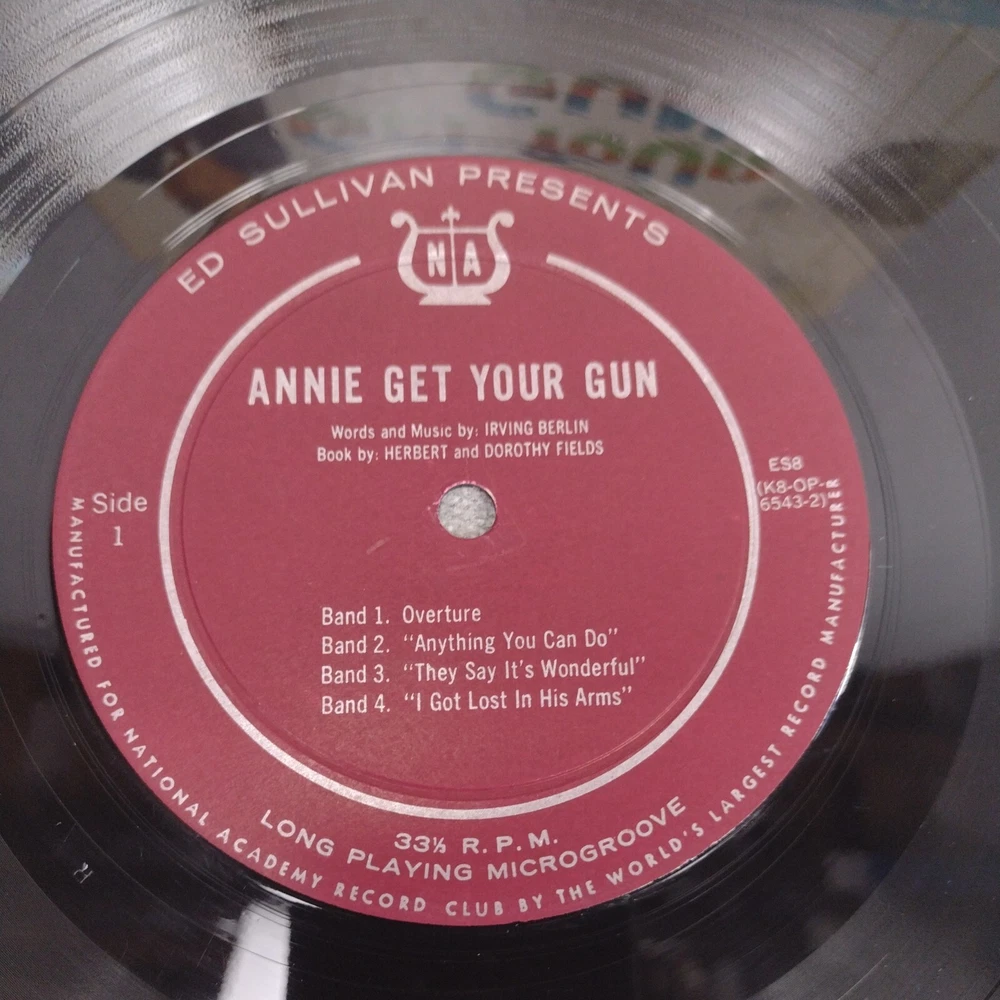 ED SULLIVAN PRESENTS
N A
ANNIE GET YOUR GUN
Words and Music by: IRVING BERLIN
Book by: HERBERT and DOROTHY FIELDS
Side
1
ES8
(K8-OP-
6543-2)
Band 1. Overture
Band 2. “Anything You Can Do”
Band 3. “They Say It's Wonderful”
Band 4. “I Got Lost In His Arms”
33⅓ R.P.M.
LONG PLAYING MICROGROOVE
MANUFACTURED FOR NATIONAL ACADEMY RECORD CLUB BY THE WORLD'S LARGEST RECORD MANUFACTURER